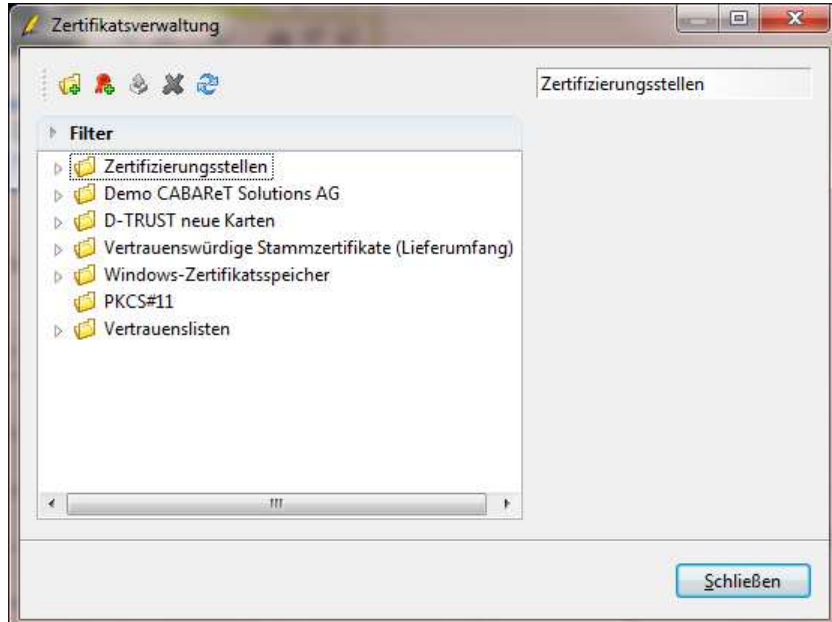 Zertifikatsverwaltung
Zertifizierungsstellen
Filter
Zertifizierungsstellen
Demo CABAReT Solutions AG
D-TRUST neue Karten
Vertrauenswürdige Stammzertifikate (Lieferumfang)
Windows-Zertifikatsspeicher
PKCS#11
Vertrauenslisten
Schließen